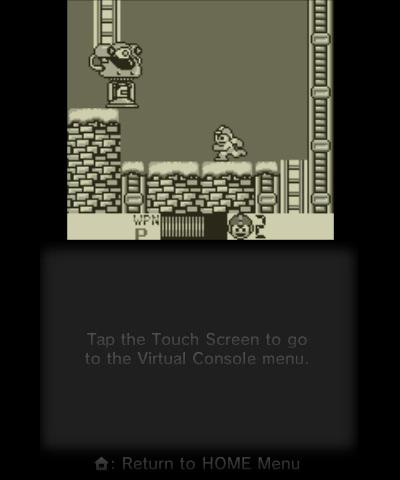 WPN
P
2
Tap the Touch Screen to go
to the Virtual Console menu.
: Return to HOME Menu